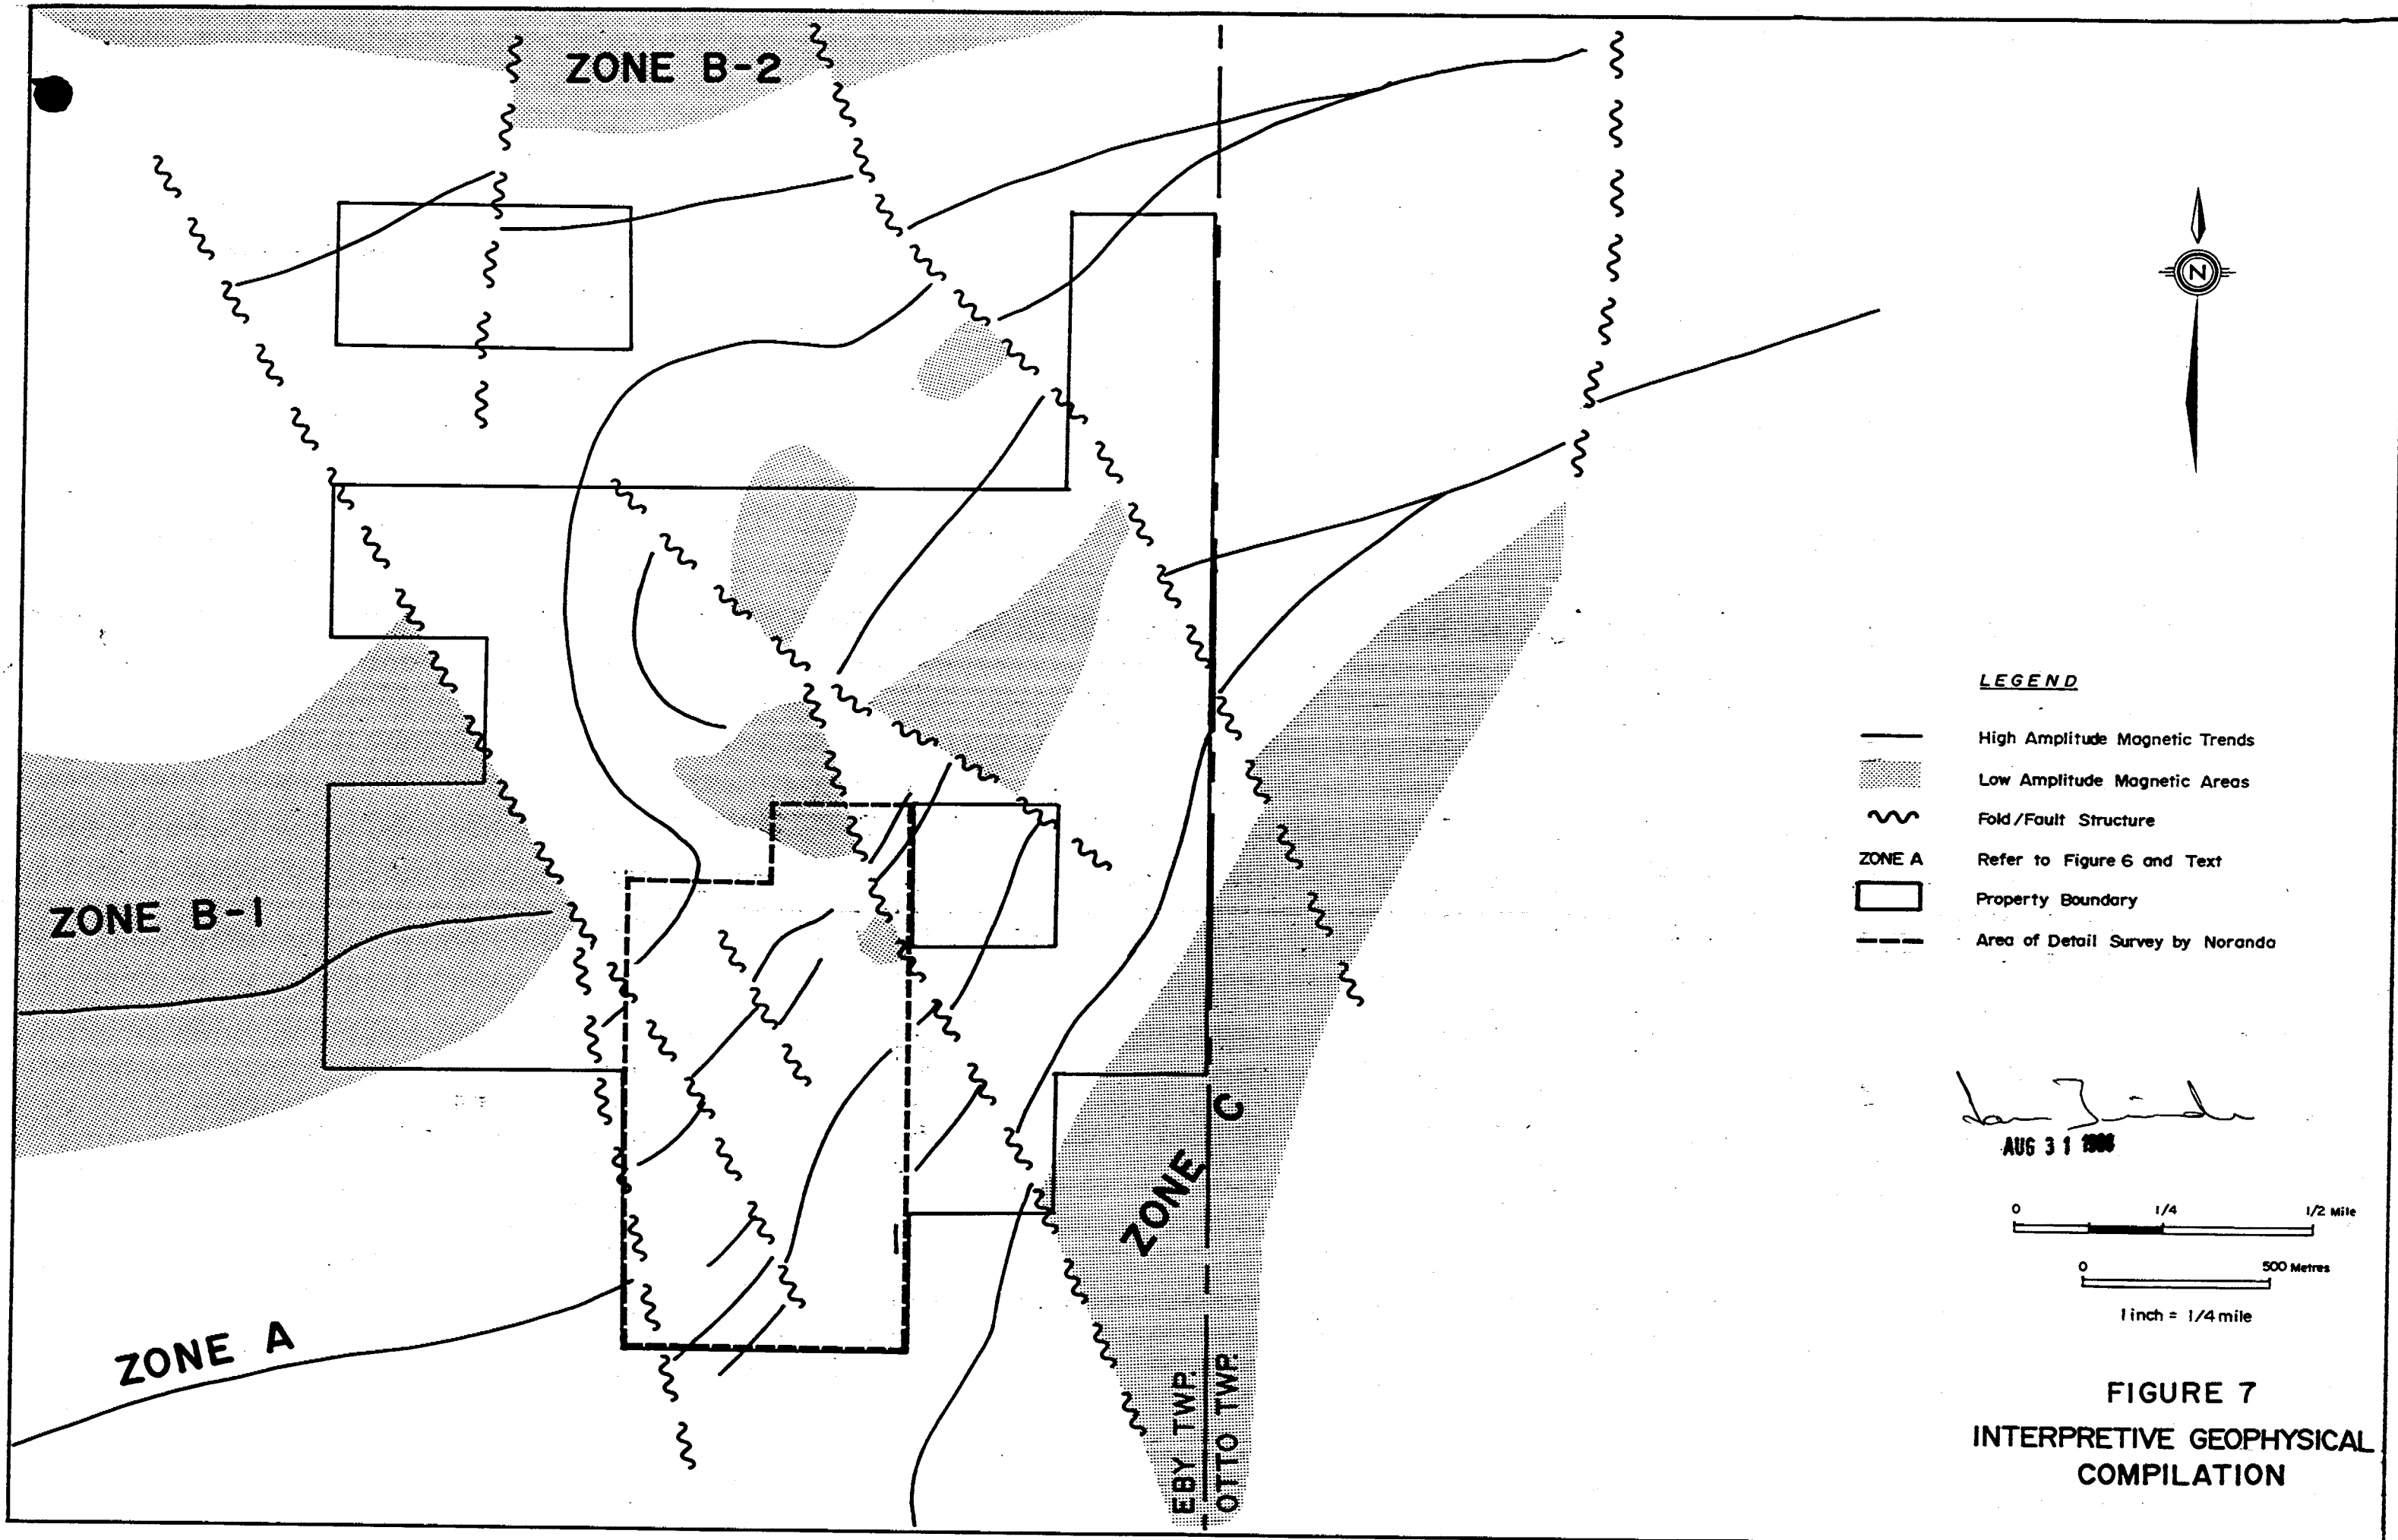 ZONE B-2
N
LEGEND
High Amplitude Magnetic Trends
Low Amplitude Magnetic Areas
Fold/Fault Structure
ZONE A Refer to Figure 6 and Text
Property Boundary
Area of Detail Survey by Noranda
ZONE B-1
ZONE C
ZONE A
EBY TWP.
OTTO TWP.
AUG 31
0 1/4 1/2 Mile
0 500 Metres
1 inch = 1/4 mile
FIGURE 7
INTERPRETIVE GEOPHYSICAL
COMPILATION